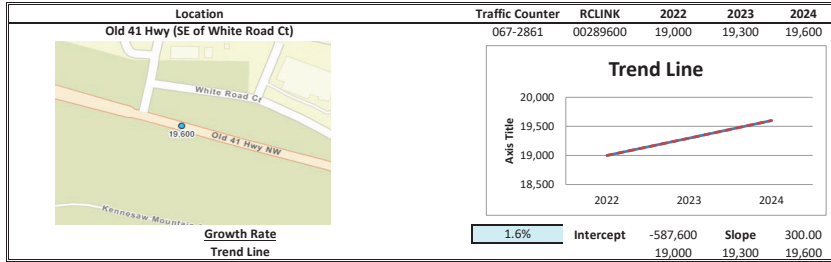 Location Traffic Counter RCLINK 2022 2023 2024
Old 41 Hwy (SE of White Road Ct) 067-2861 00289600 19,000 19,300 19,600
White Road Ct
19,600
Old 41 Hwy NW
Kennesaw Mountain
Trend Line
Axis Title
20,000
19,500
19,000
18,500
2022 2023 2024
Growth Rate 1.6% Intercept -587,600 Slope 300.00
Trend Line 19,000 19,300 19,600